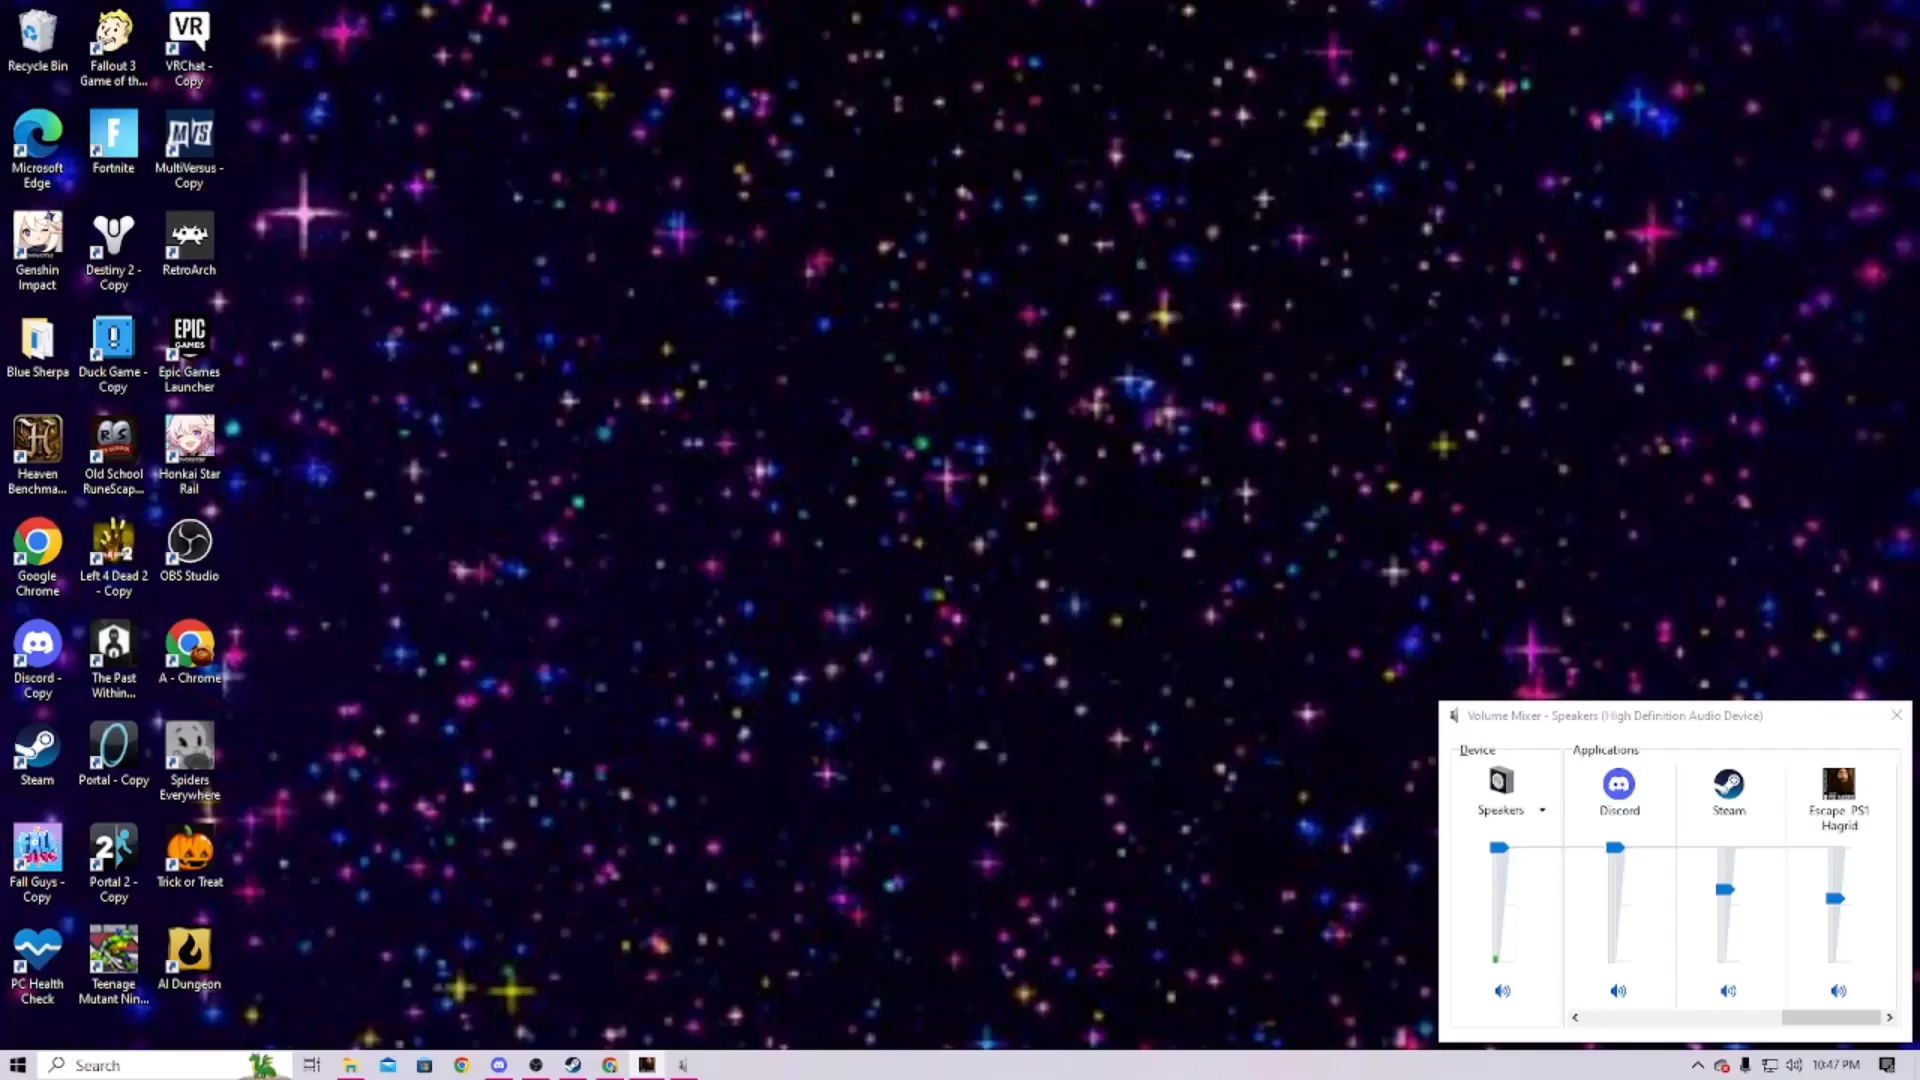 Recycle Bin
Fallout 3
Game of th...
VR
VRChat -
Copy
Microsoft
Edge
F
Fortnite
M/S
MultiVersus -
Copy
Genshin
Impact
Destiny 2 -
Copy
RetroArch
Blue Sherpa
!
Duck Game -
Copy
EPIC
GAMES
Epic Games
Launcher
H
Heaven
Benchma...
RS
Old School
RuneScap...
Honkai Star
Rail
Google
Chrome
2
Left 4 Dead 2
- Copy
OBS Studio
Discord -
Copy
The Past
Within...
A - Chrome
Steam
Portal - Copy
Spiders
Everywhere
Fall Guys -
Copy
2
Portal 2 -
Copy
Trick or Treat
PC Health
Check
Teenage
Mutant Nin...
AI Dungeon
Volume Mixer - Speakers (High Definition Audio Device)
Device
Applications
Speakers
Discord
Steam
Escape PS1
Hagrid
Search
10:47 PM